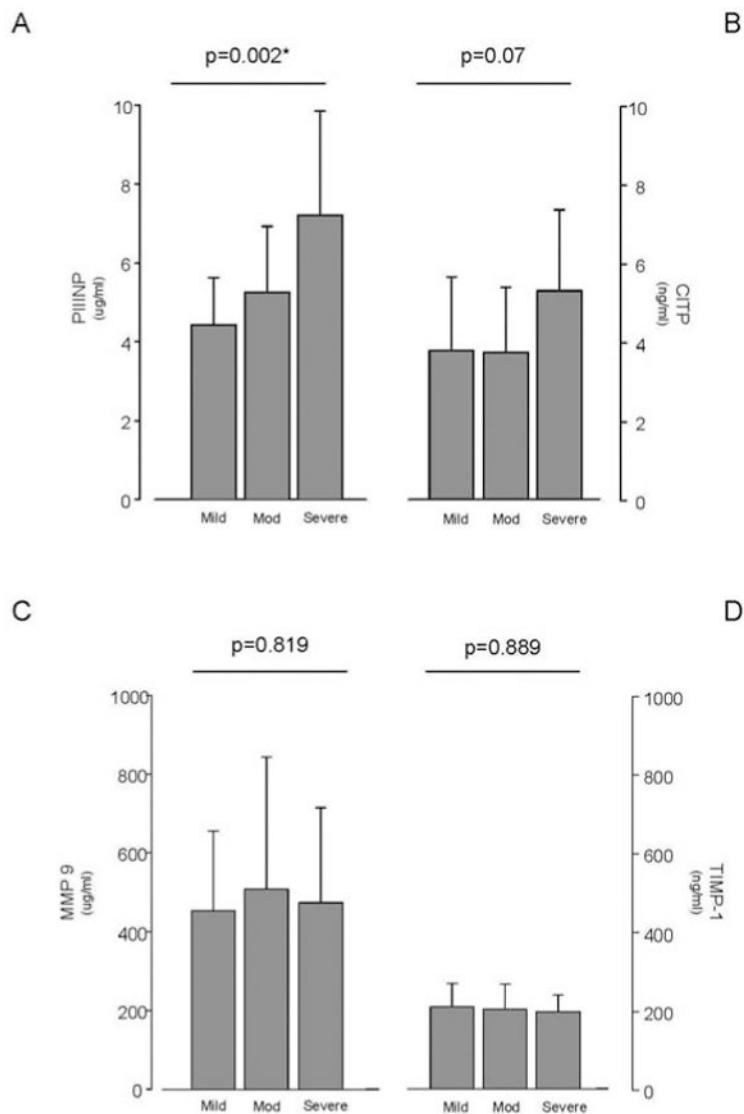 A
B
p=0.002*
p=0.07
10
8
6
4
2
0
PIIINP
(ug/ml)
Mild Mod Severe
10
8
6
4
2
0
CITP
(ng/ml)
Mild Mod Severe
C
D
p=0.819
p=0.889
1000
800
600
400
200
0
MMP 9
(ug/ml)
Mild Mod Severe
1000
800
600
400
200
0
TIMP-1
(ng/ml)
Mild Mod Severe